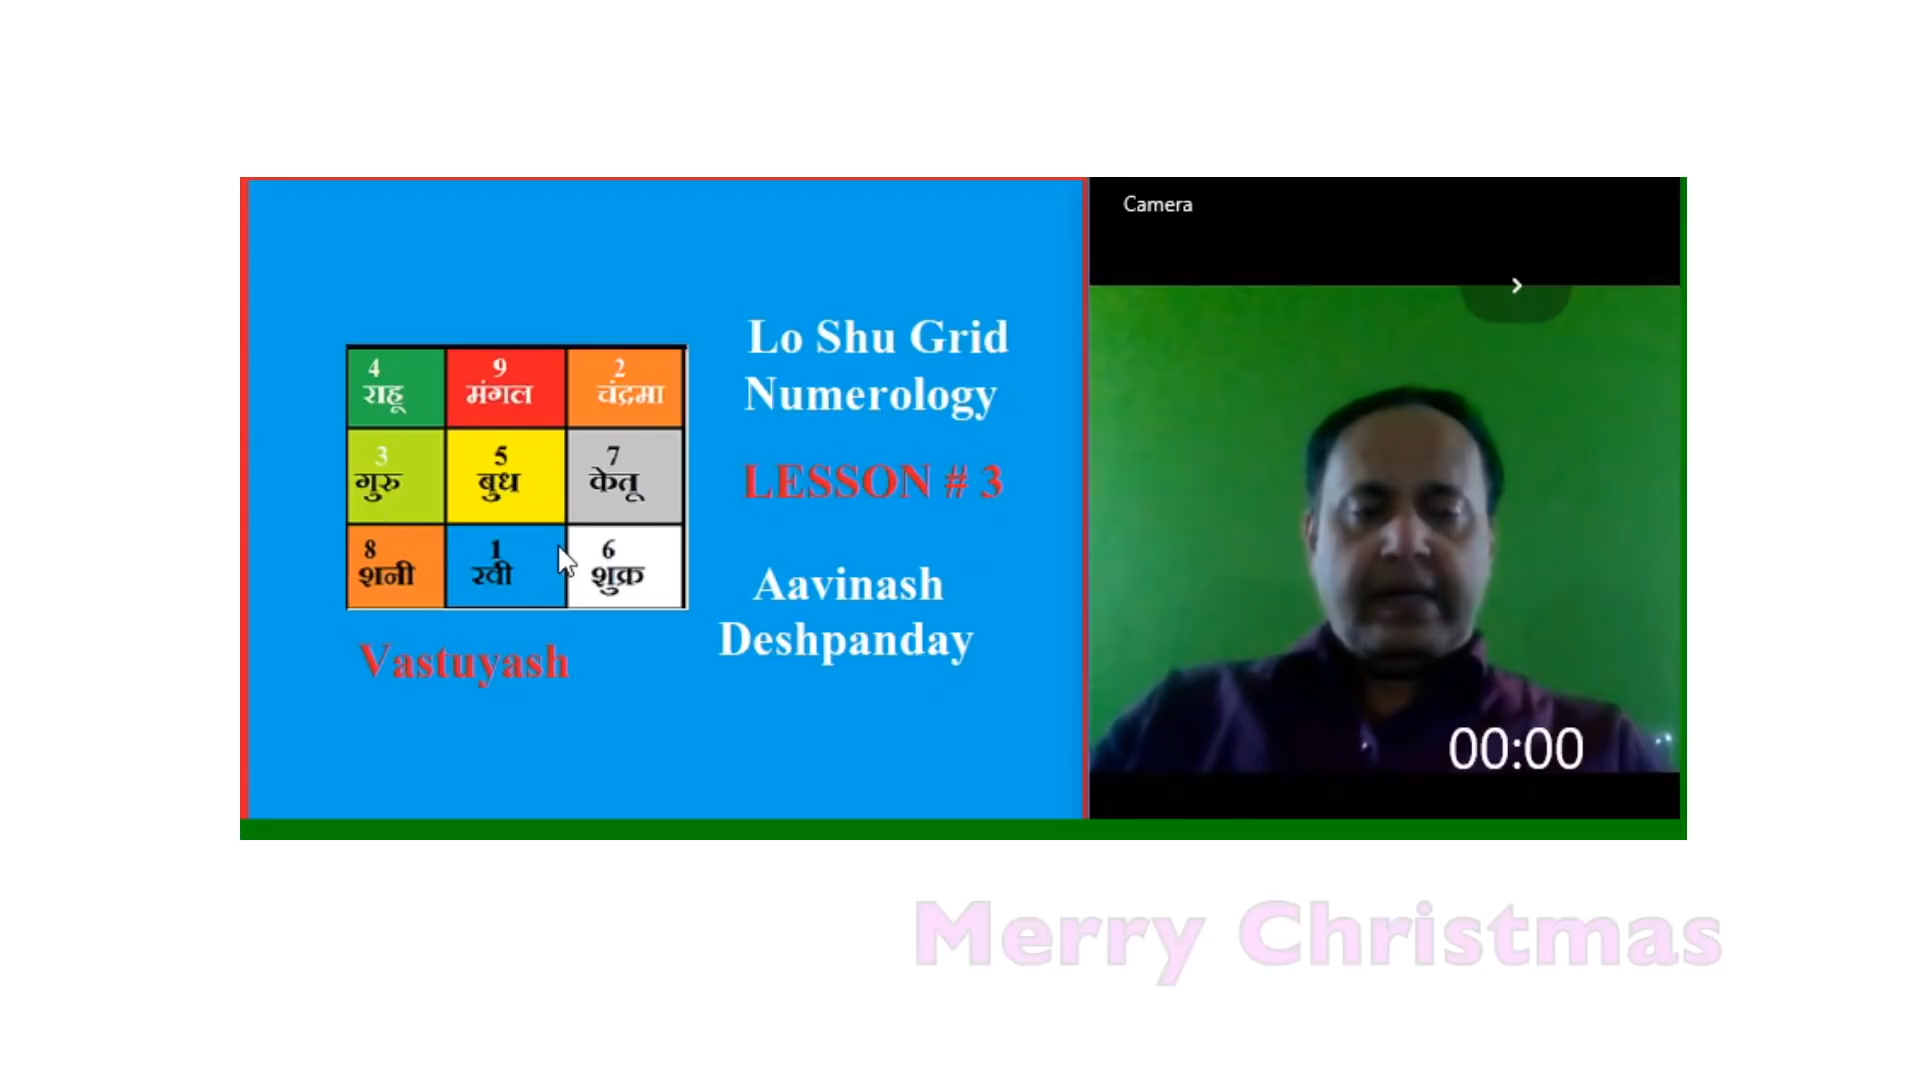 Camera
Lo Shu Grid
Numerology
LESSON # 3
Aavinash
Deshpanday
4 9 2
राहू मंगल चंद्रमा
3 5 7
गुरु बुध केतू
8 1 6
शनी रवी शुक्र
Vastuyash
00:00
Merry Christmas